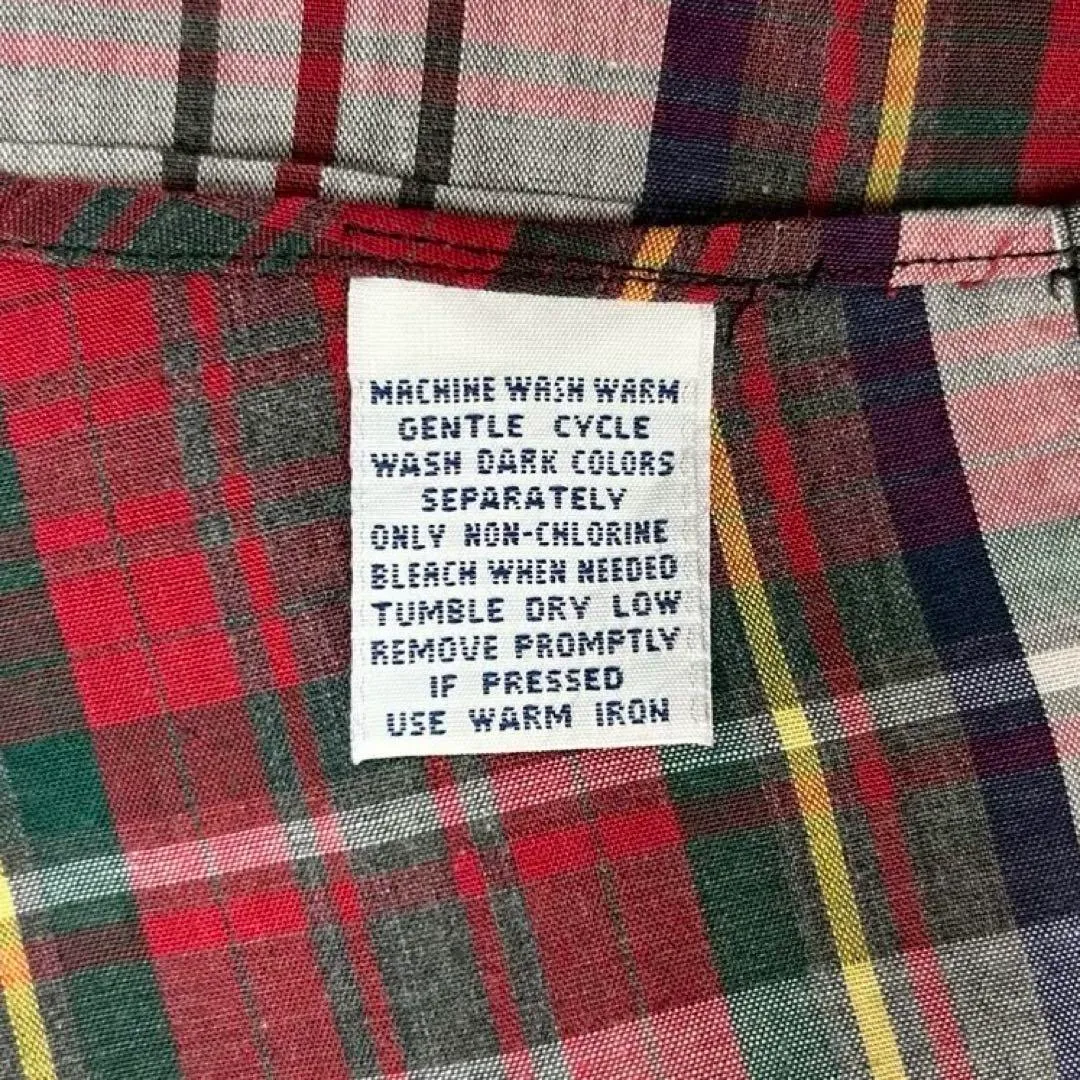 MACHINE WASH WARM
GENTLE CYCLE
WASH DARK COLORS
SEPARATELY
ONLY NON-CHLORINE
BLEACH WHEN NEEDED
TUMBLE DRY LOW
REMOVE PROMPTLY
IF PRESSED
USE WARM IRON